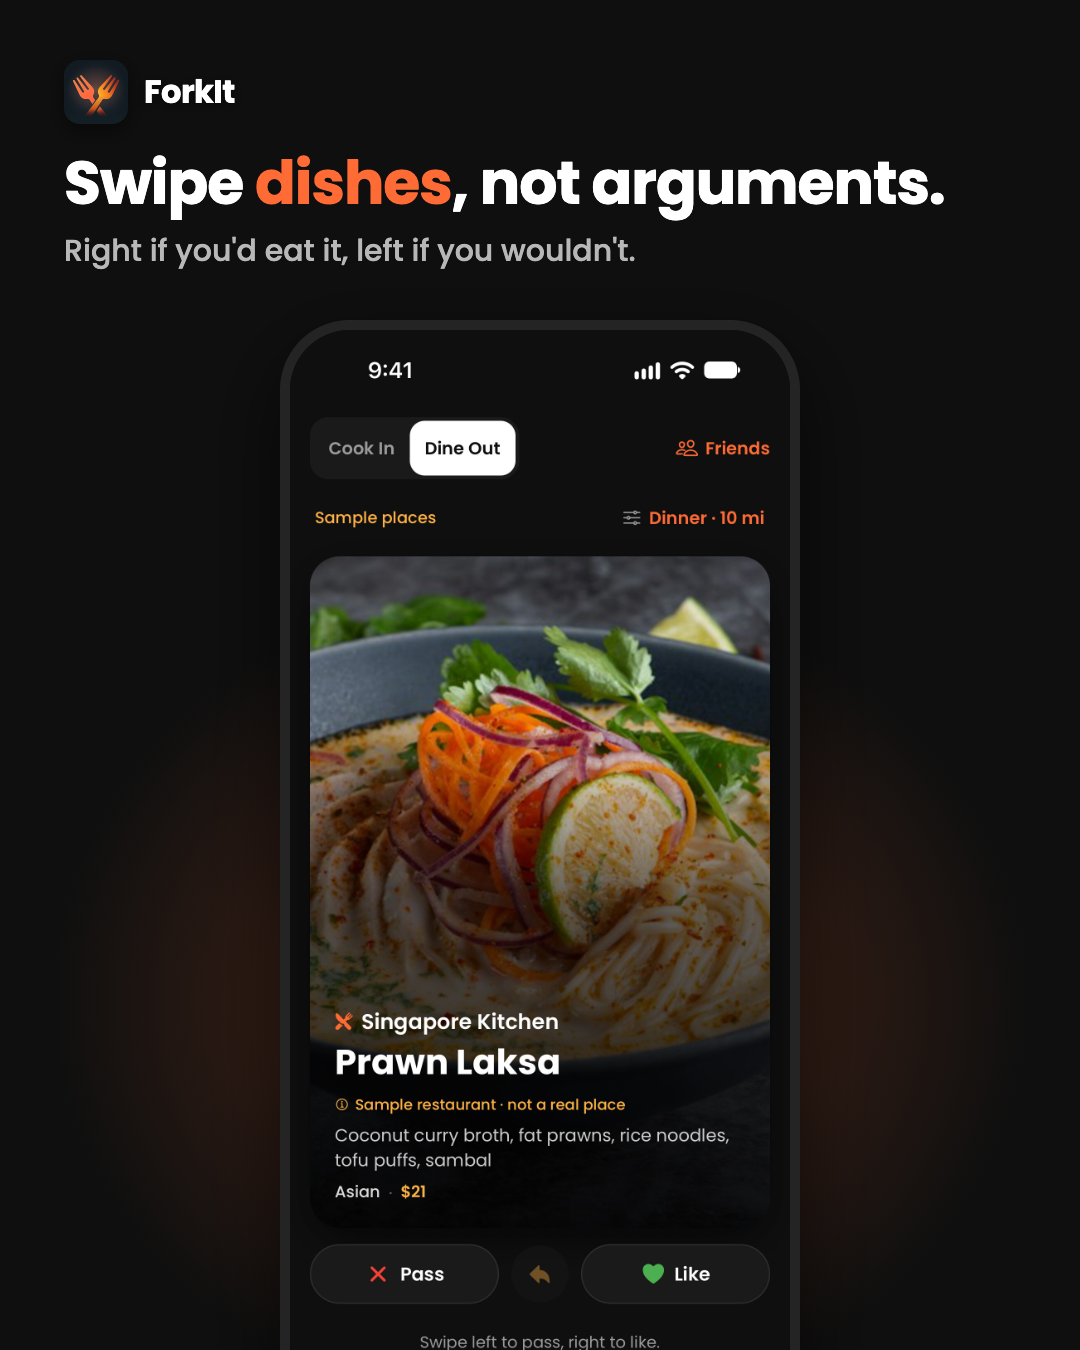 ForkIt
Swipe dishes, not arguments.
Right if you'd eat it, left if you wouldn't.
9:41
Cook In
Dine Out
Friends
Sample places
Dinner · 10 mi
Singapore Kitchen
Prawn Laksa
Sample restaurant · not a real place
Coconut curry broth, fat prawns, rice noodles,
tofu puffs, sambal
Asian · $21
Pass
Like
Swipe left to pass, right to like.